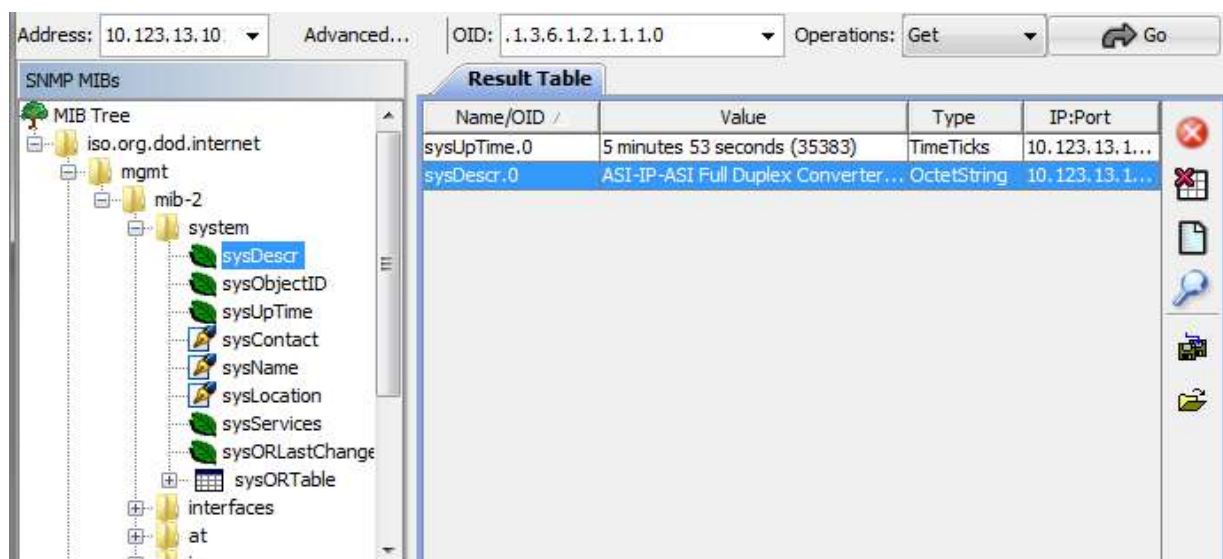 Address: 10.123.13.10 Advanced... OID: .1.3.6.1.2.1.1.1.0 Operations: Get Go
SNMP MIBs
MIB Tree
iso.org.dod.internet
mgmt
mib-2
system
sysDescr
sysObjectID
sysUpTime
sysContact
sysName
sysLocation
sysServices
sysORLastChange
sysORTable
interfaces
at
Result Table
Name/OID Value Type IP:Port
sysUpTime.0 5 minutes 53 seconds (35383) TimeTicks 10.123.13.1...
sysDescr.0 ASI-IP-ASI Full Duplex Converter... OctetString 10.123.13.1...